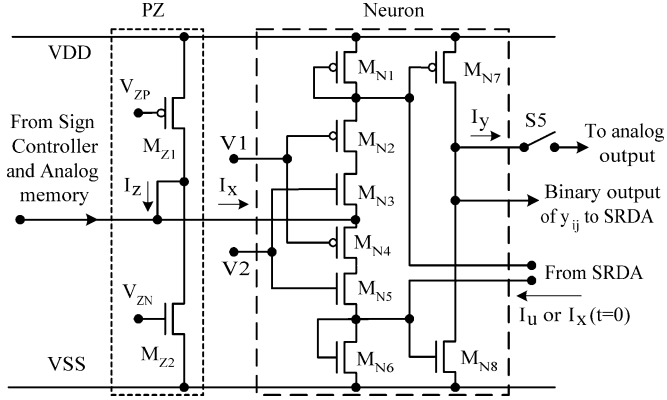 PZ
Neuron
VDD
V_ZP
M_Z1
From Sign
Controller
and Analog
memory
I_Z
I_x
V1
V2
M_N1
M_N2
M_N3
M_N4
M_N5
M_N6
M_N7
M_N8
I_y
S5
To analog
output
Binary output
of y_ij to SRDA
From SRDA
I_u or I_x(t=0)
V_ZN
M_Z2
VSS